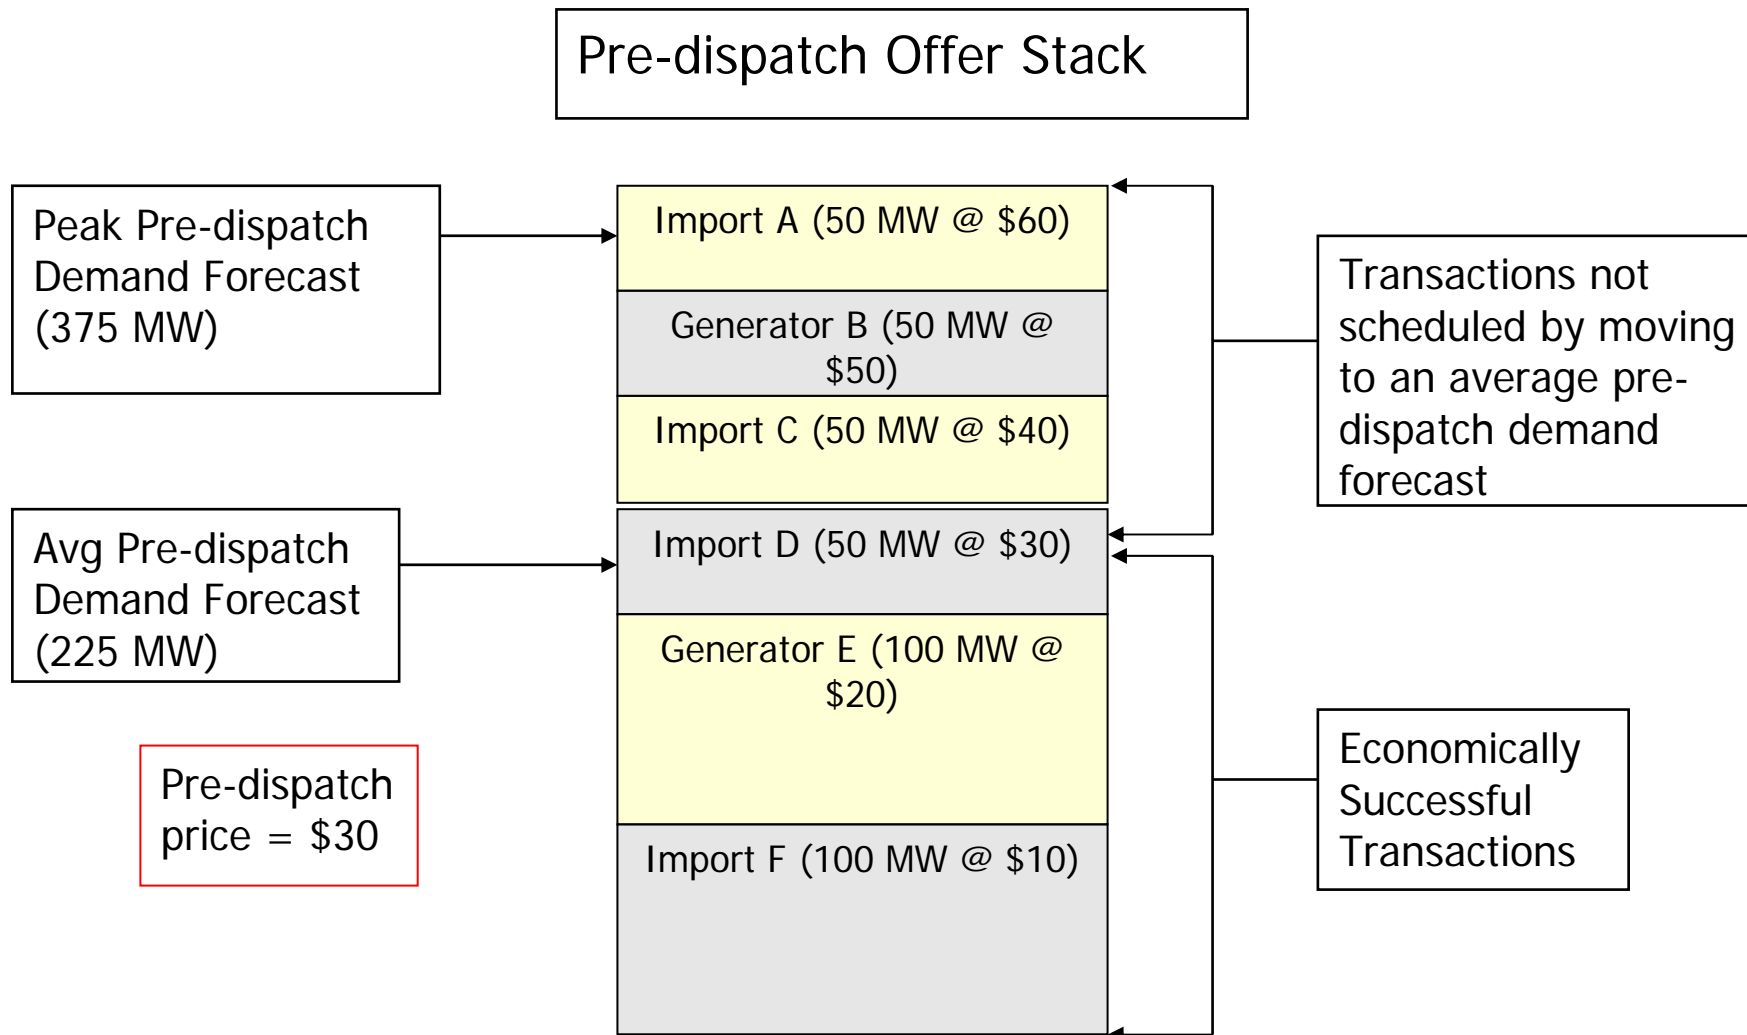 Pre-dispatch Offer Stack
Peak Pre-dispatch
Demand Forecast
(375 MW)
Import A (50 MW @ $60)
Generator B (50 MW @
$50)
Import C (50 MW @ $40)
Transactions not
scheduled by moving
to an average pre-
dispatch demand
forecast
Avg Pre-dispatch
Demand Forecast
(225 MW)
Import D (50 MW @ $30)
Generator E (100 MW @
$20)
Pre-dispatch
price = $30
Import F (100 MW @ $10)
Economically
Successful
Transactions